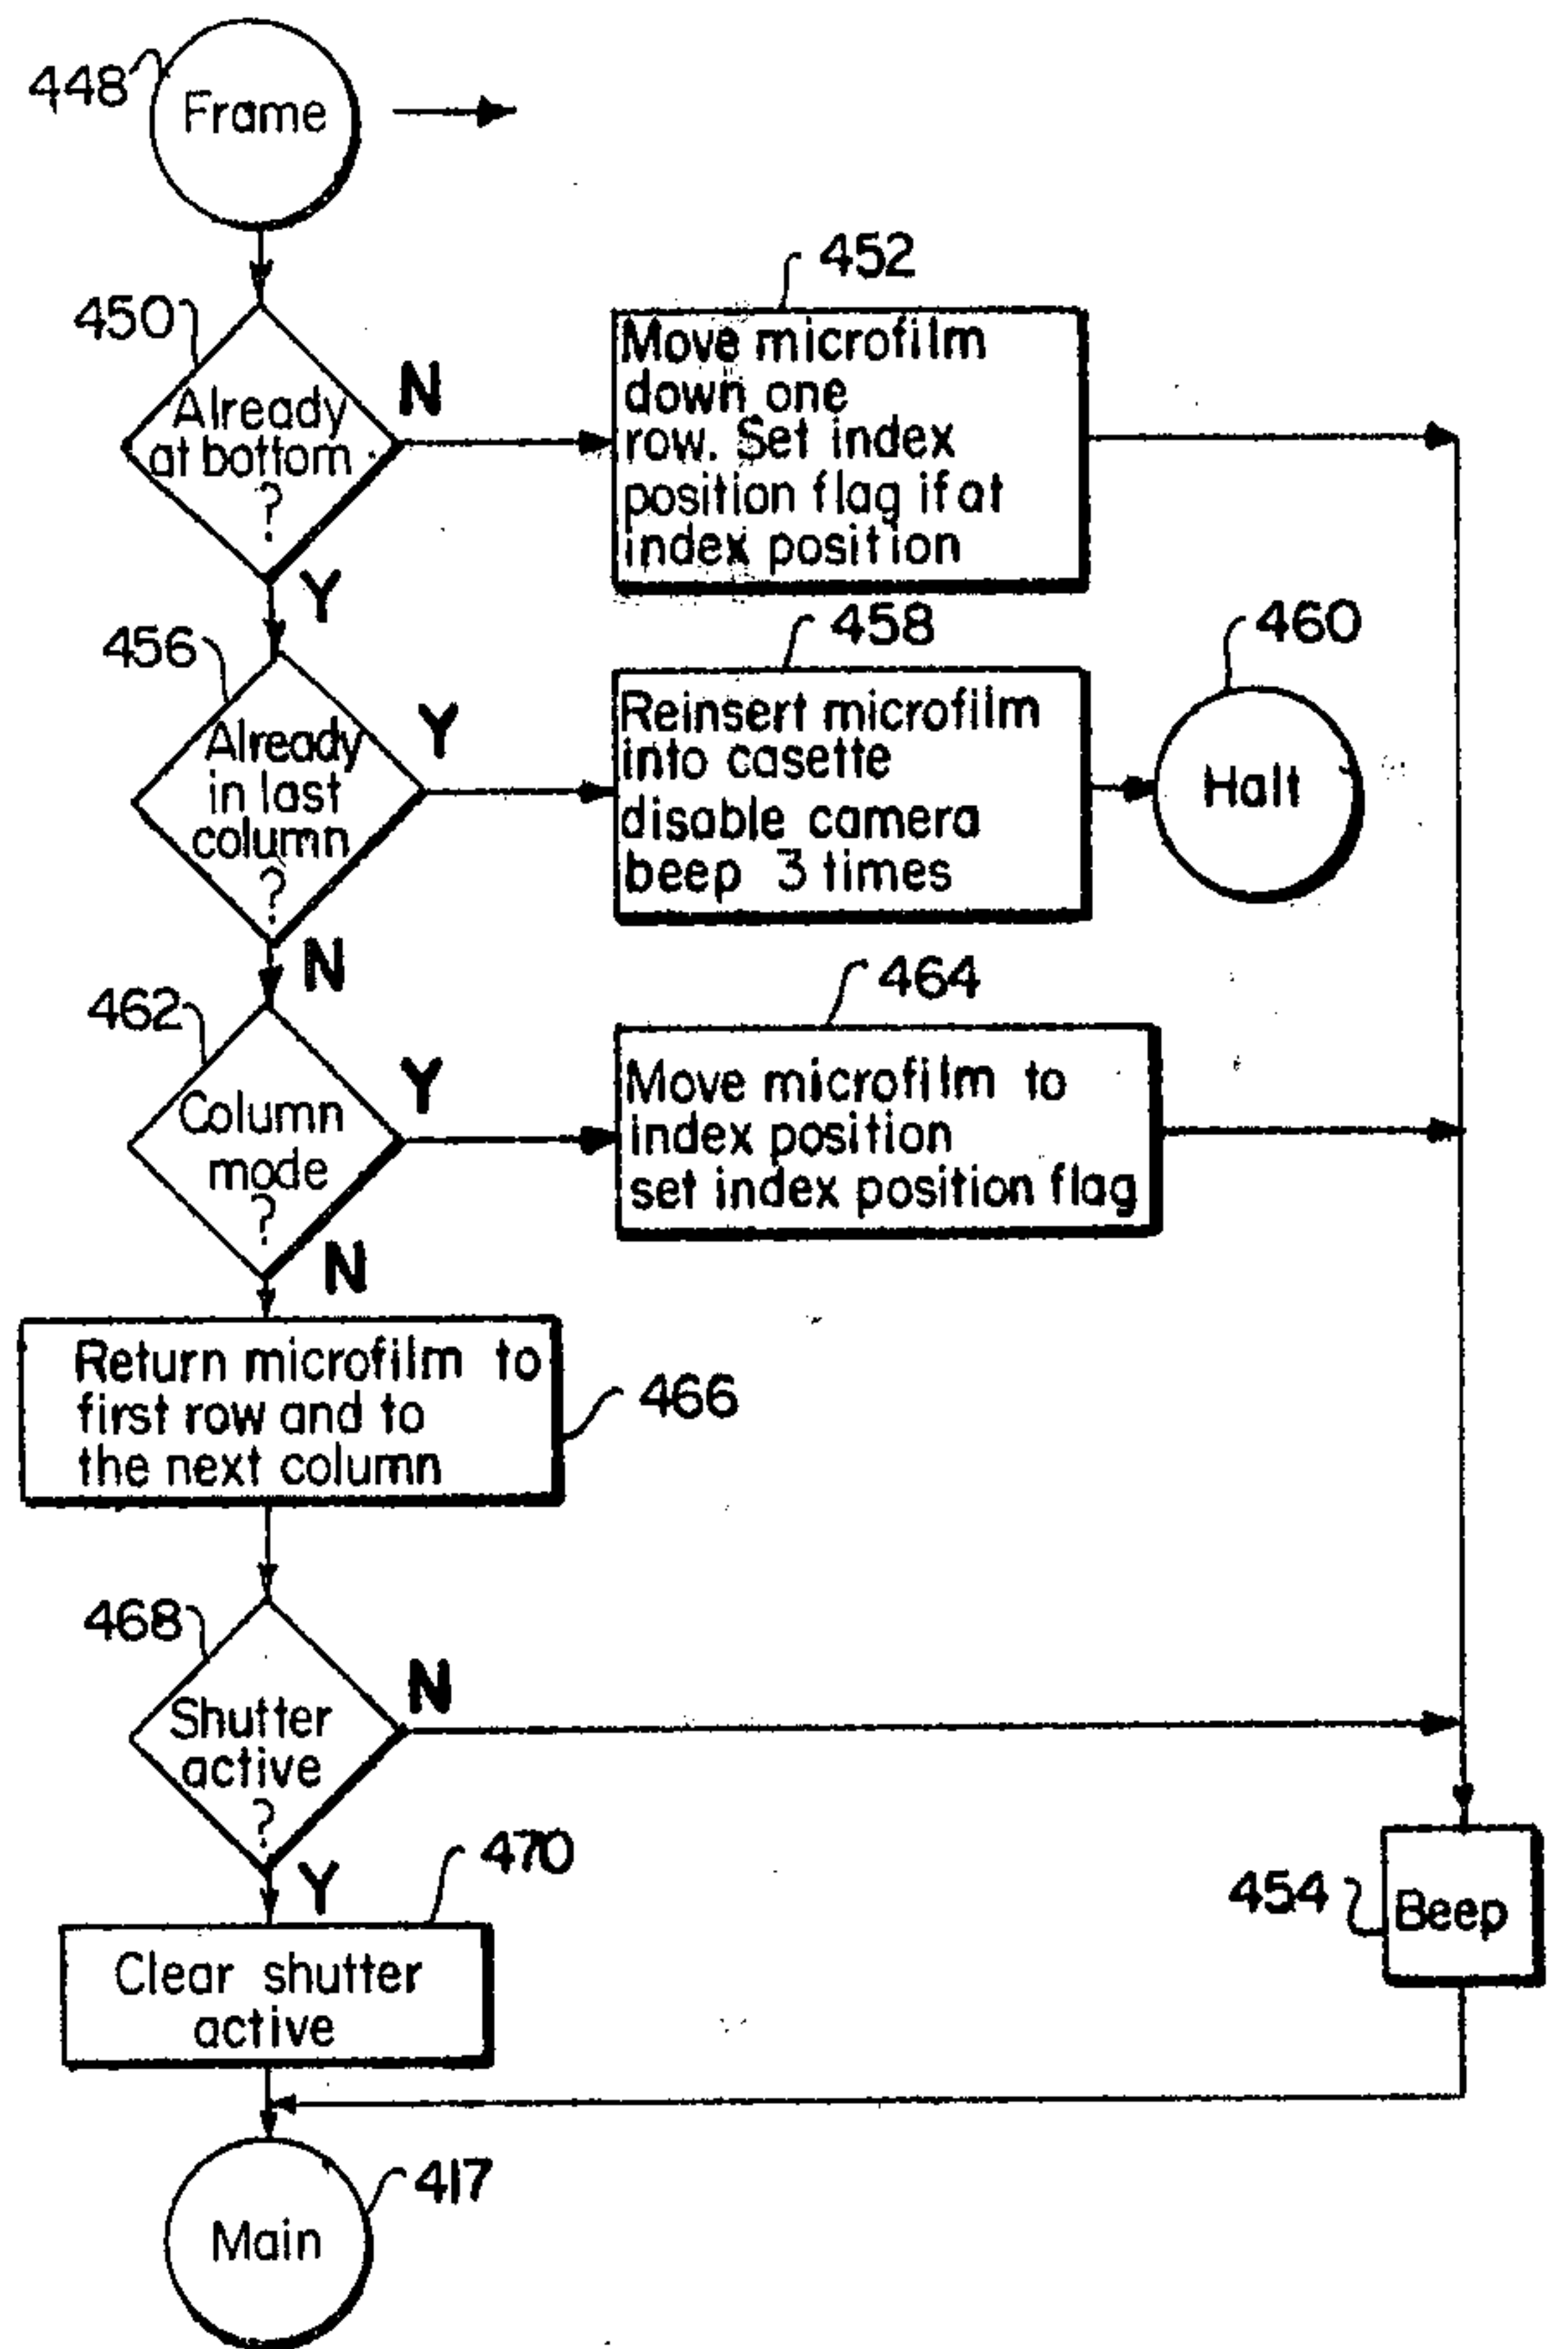 448
Frame
450
Already
at bottom
?
N
452
Move microfilm
down one
row. Set index
position flag if at
index position
Y
456
Already
in last
column
?
Y
458
Reinsert microfilm
into casette
disable camera
beep 3 times
460
Halt
N
462
Column
mode
?
Y
464
Move microfilm to
index position
set index position flag
N
Return microfilm to
first row and to
the next column
466
468
Shutter
active
?
N
454
Beep
Y
470
Clear shutter
active
417
Main